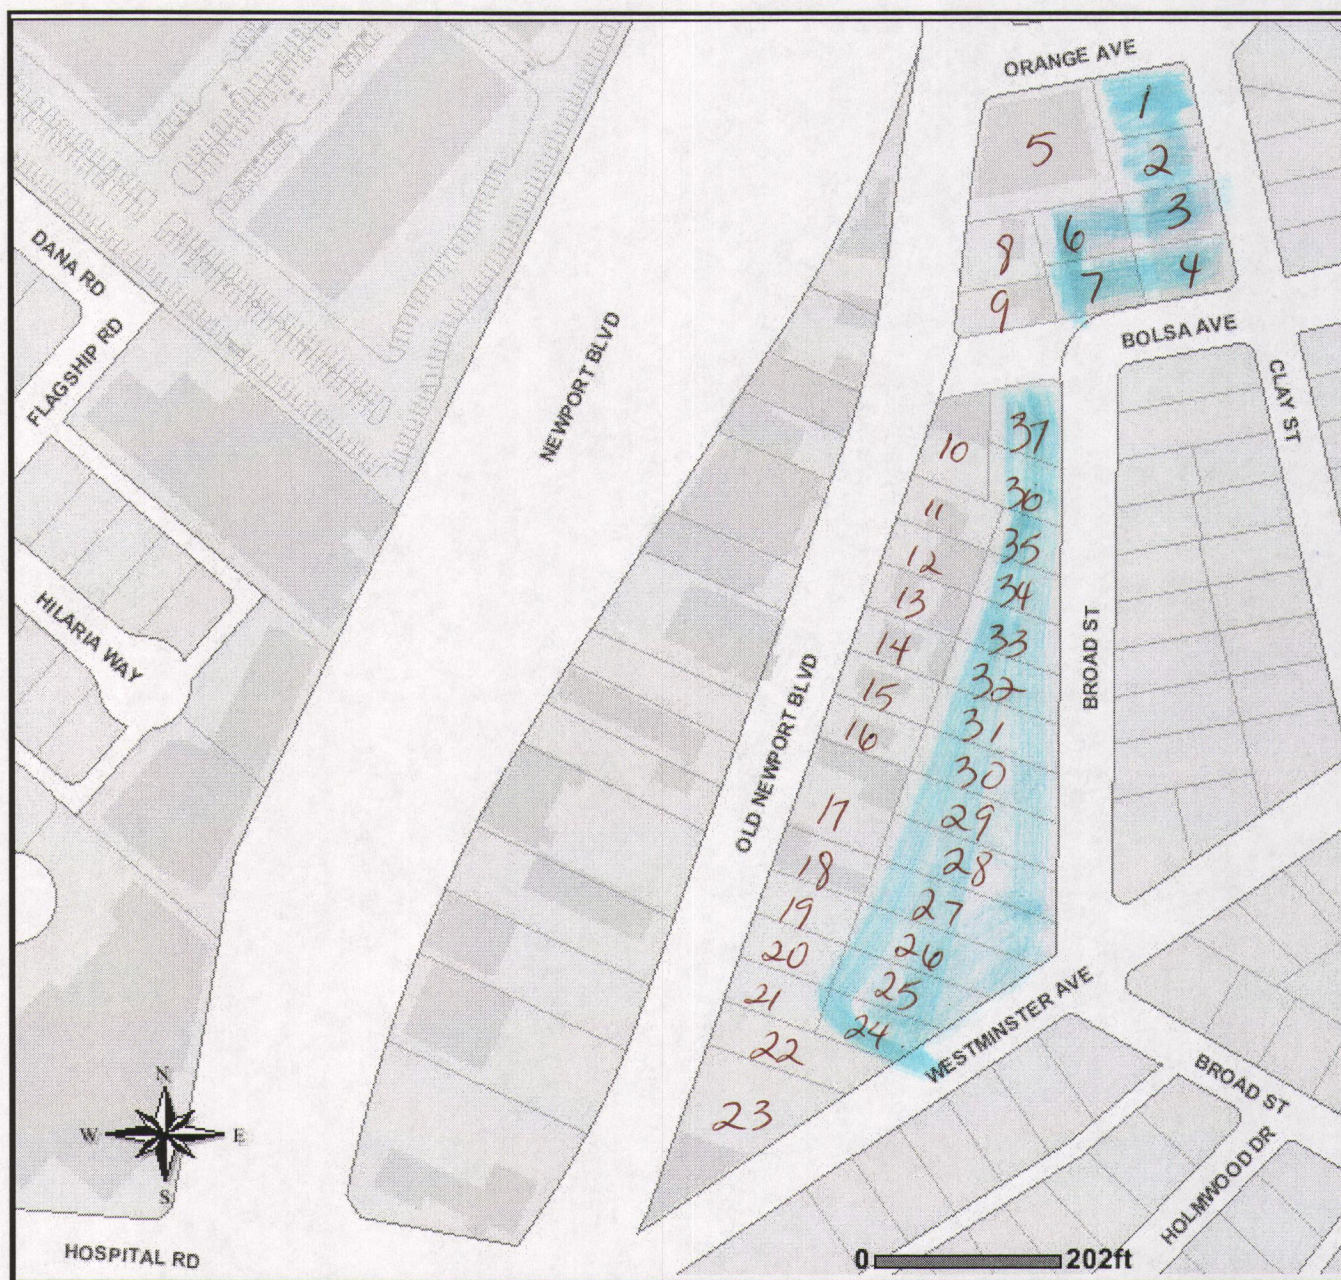 ORANGE AVE
1
5
2
3
6
8
4
7
9
DANA RD
FLAGSHIP RD
NEWPORT BLVD
BOLSA AVE
CLAY ST
37
10
36
11
35
12
34
13
33
14
32
15
31
16
30
17
29
18
28
19
27
20
26
21
25
22
24
23
HILARIA WAY
OLD NEWPORT BLVD
BROAD ST
WESTMINSTER AVE
BROAD ST
HOLMWOOD DR
N
W
E
S
HOSPITAL RD
0 202ft